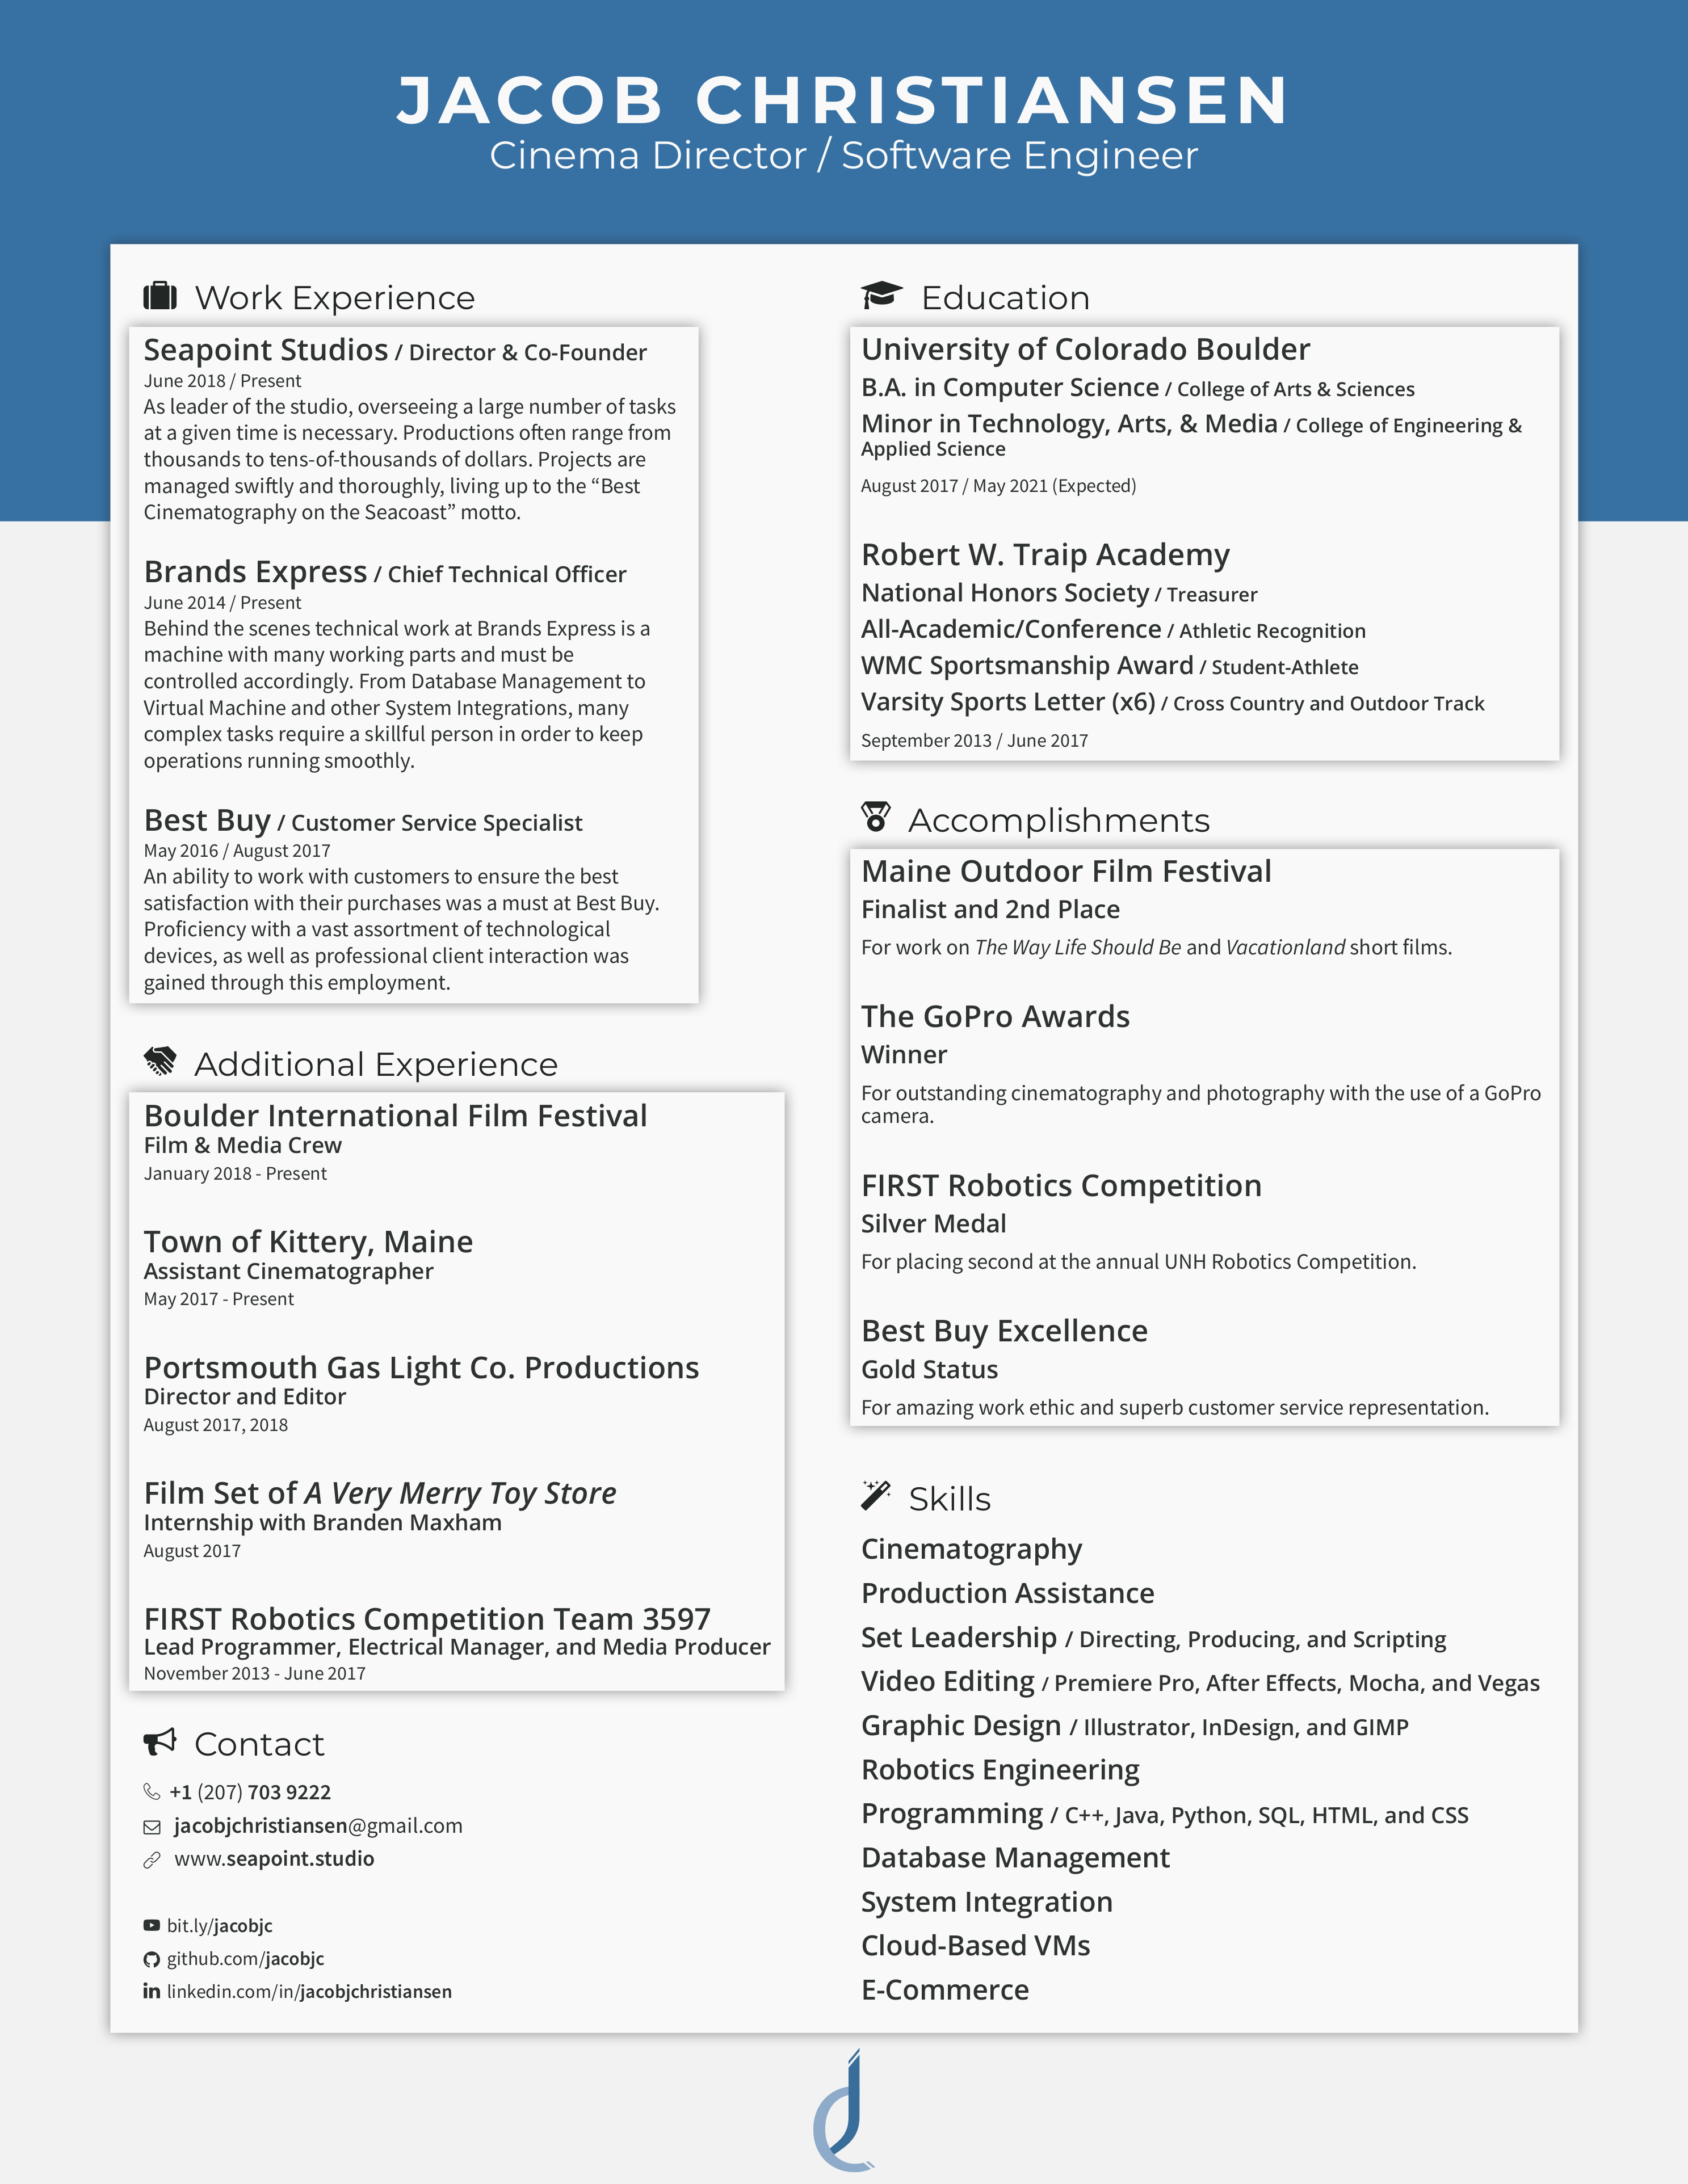 JACOB CHRISTIANSEN
Cinema Director / Software Engineer
Work Experience
Seapoint Studios / Director & Co-Founder
June 2018 / Present
As leader of the studio, overseeing a large number of tasks
at a given time is necessary. Productions often range from
thousands to tens-of-thousands of dollars. Projects are
managed swiftly and thoroughly, living up to the “Best
Cinematography on the Seacoast” motto.
Brands Express / Chief Technical Officer
June 2014 / Present
Behind the scenes technical work at Brands Express is a
machine with many working parts and must be
controlled accordingly. From Database Management to
Virtual Machine and other System Integrations, many
complex tasks require a skillful person in order to keep
operations running smoothly.
Best Buy / Customer Service Specialist
May 2016 / August 2017
An ability to work with customers to ensure the best
satisfaction with their purchases was a must at Best Buy.
Proficiency with a vast assortment of technological
devices, as well as professional client interaction was
gained through this employment.
Additional Experience
Boulder International Film Festival
Film & Media Crew
January 2018 - Present
Town of Kittery, Maine
Assistant Cinematographer
May 2017 - Present
Portsmouth Gas Light Co. Productions
Director and Editor
August 2017, 2018
Film Set of A Very Merry Toy Store
Internship with Branden Maxham
August 2017
FIRST Robotics Competition Team 3597
Lead Programmer, Electrical Manager, and Media Producer
November 2013 - June 2017
Contact
+1 (207) 703 9222
jacobjchristiansen@gmail.com
www.seapoint.studio
bit.ly/jacobjc
github.com/jacobjc
linkedin.com/in/jacobjchristiansen
Education
University of Colorado Boulder
B.A. in Computer Science / College of Arts & Sciences
Minor in Technology, Arts, & Media / College of Engineering &
Applied Science
August 2017 / May 2021 (Expected)
Robert W. Traip Academy
National Honors Society / Treasurer
All-Academic/Conference / Athletic Recognition
WMC Sportsmanship Award / Student-Athlete
Varsity Sports Letter (x6) / Cross Country and Outdoor Track
September 2013 / June 2017
Accomplishments
Maine Outdoor Film Festival
Finalist and 2nd Place
For work on The Way Life Should Be and Vacationland short films.
The GoPro Awards
Winner
For outstanding cinematography and photography with the use of a GoPro
camera.
FIRST Robotics Competition
Silver Medal
For placing second at the annual UNH Robotics Competition.
Best Buy Excellence
Gold Status
For amazing work ethic and superb customer service representation.
Skills
Cinematography
Production Assistance
Set Leadership / Directing, Producing, and Scripting
Video Editing / Premiere Pro, After Effects, Mocha, and Vegas
Graphic Design / Illustrator, InDesign, and GIMP
Robotics Engineering
Programming / C++, Java, Python, SQL, HTML, and CSS
Database Management
System Integration
Cloud-Based VMs
E-Commerce